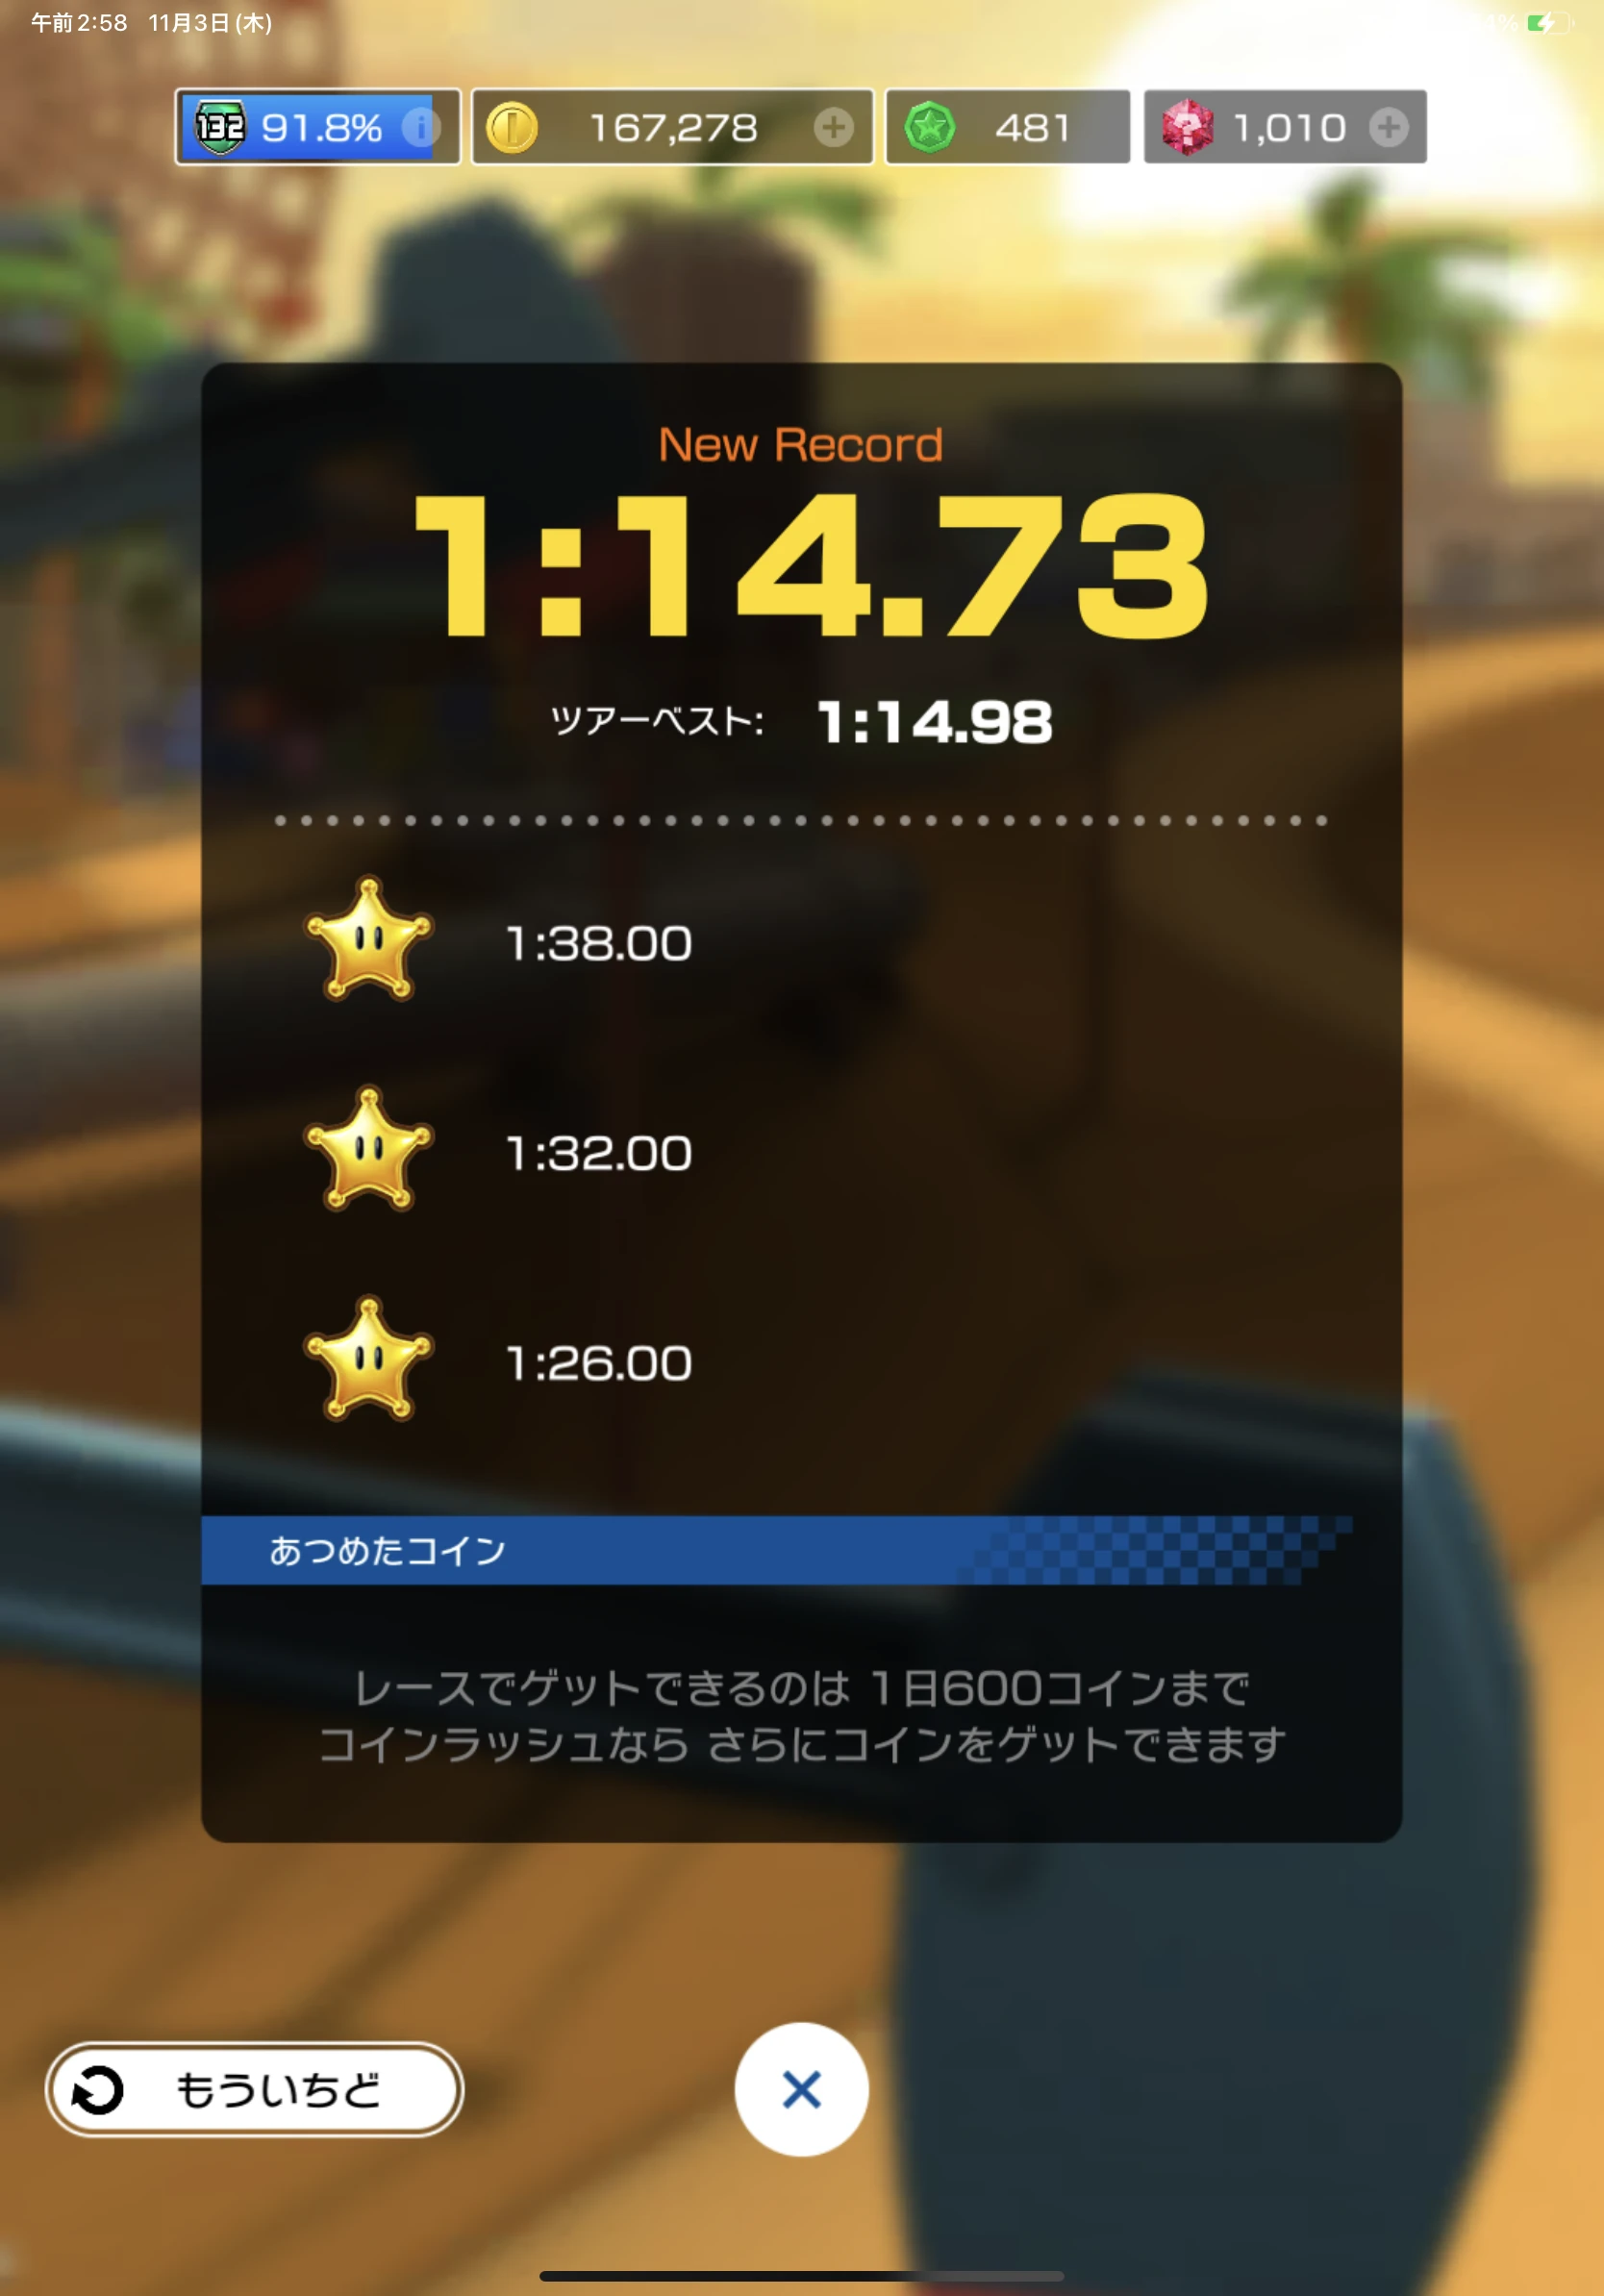 午前2:58 11月3日(木)
132 91.8% 167,278 481 1,010
New Record
1:14.73
ツアーベスト: 1:14.98
1:38.00
1:32.00
1:26.00
あつめたコイン
レースでゲットできるのは 1日600コインまで
コインラッシュなら さらにコインをゲットできます
もういちど